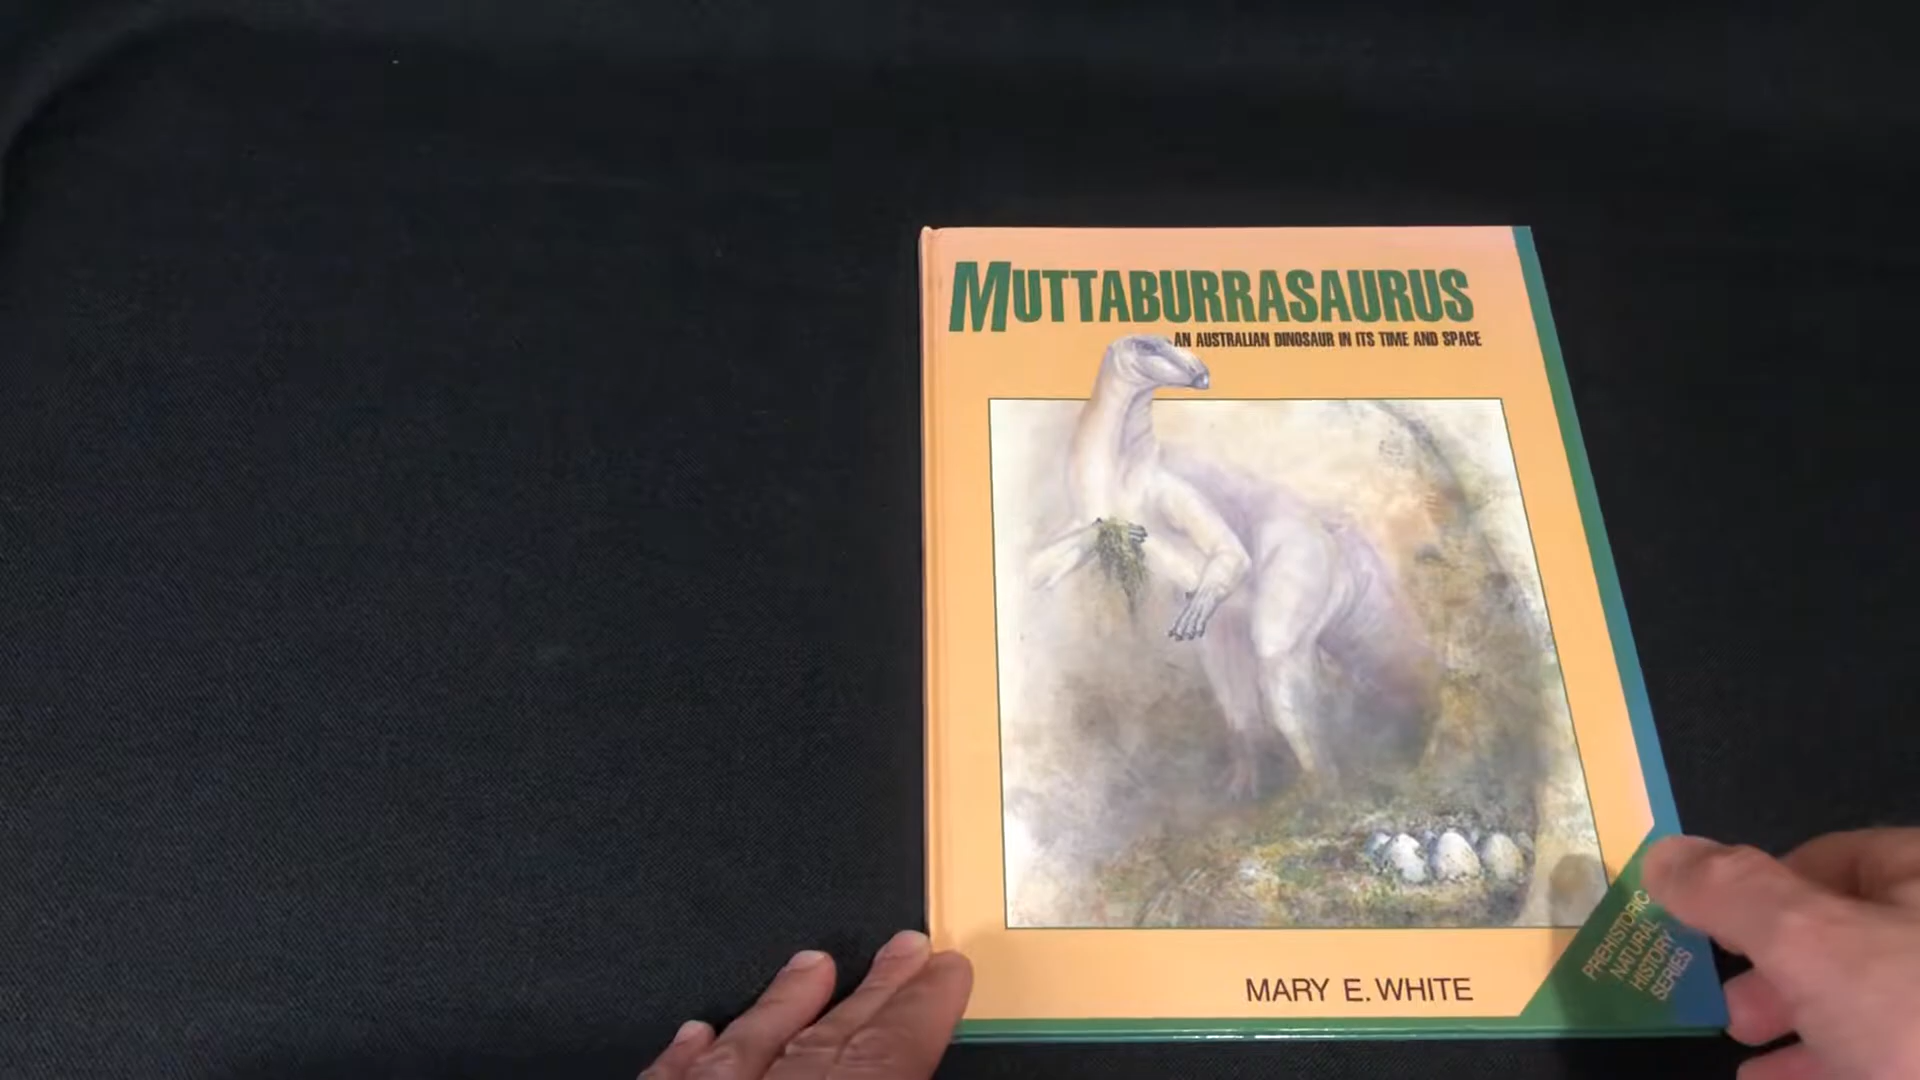 MUTTABURRASAURUS
AN AUSTRALIAN DINOSAUR IN ITS TIME AND SPACE
MARY E. WHITE
PREHISTORIC
NATURAL
HISTORY
SERIES